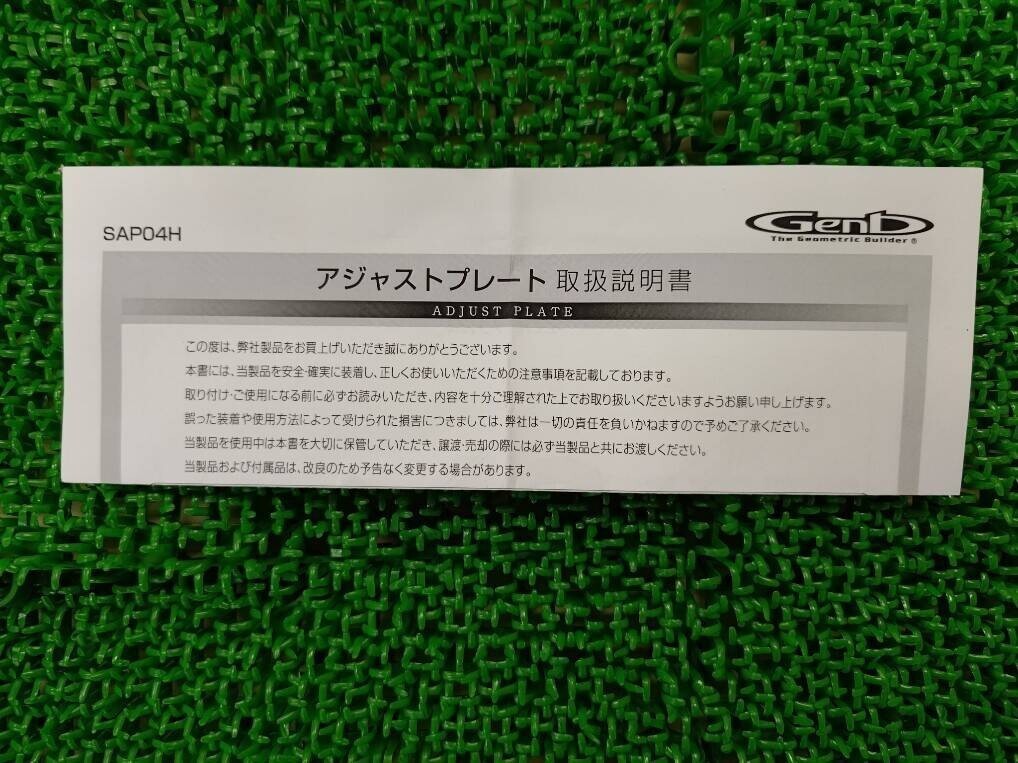 SAP04H
Genb
The Geometric Builder ®
アジャストプレート 取扱説明書
ADJUST PLATE
この度は、弊社製品をお買上げいただき誠にありがとうございます。
本書には、当製品を安全・確実に装着し、正しくお使いいただくための注意事項を記載しております。
取り付け・ご使用になる前に必ずお読みいただき、内容を十分ご理解された上でお取り扱いくださいますようお願い申し上げます。
誤った装着や使用方法によって受けられた損害につきましては、弊社は一切の責任を負いかねますので予めご了承ください。
当製品を使用中は本書を大切に保管していただき、譲渡・売却の際には必ず当製品と共にお渡しください。
当製品および付属品は、改良のため予告なく変更する場合があります。